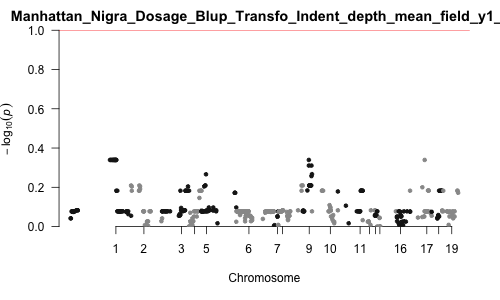 Manhattan_Nigra_Dosage_Blup_Transfo_Indent_depth_mean_field_y1_
− log10(p)
1.0
0.8
0.6
0.4
0.2
0.0
1 2 3 5 6 7 9 10 11 16 17 19
Chromosome